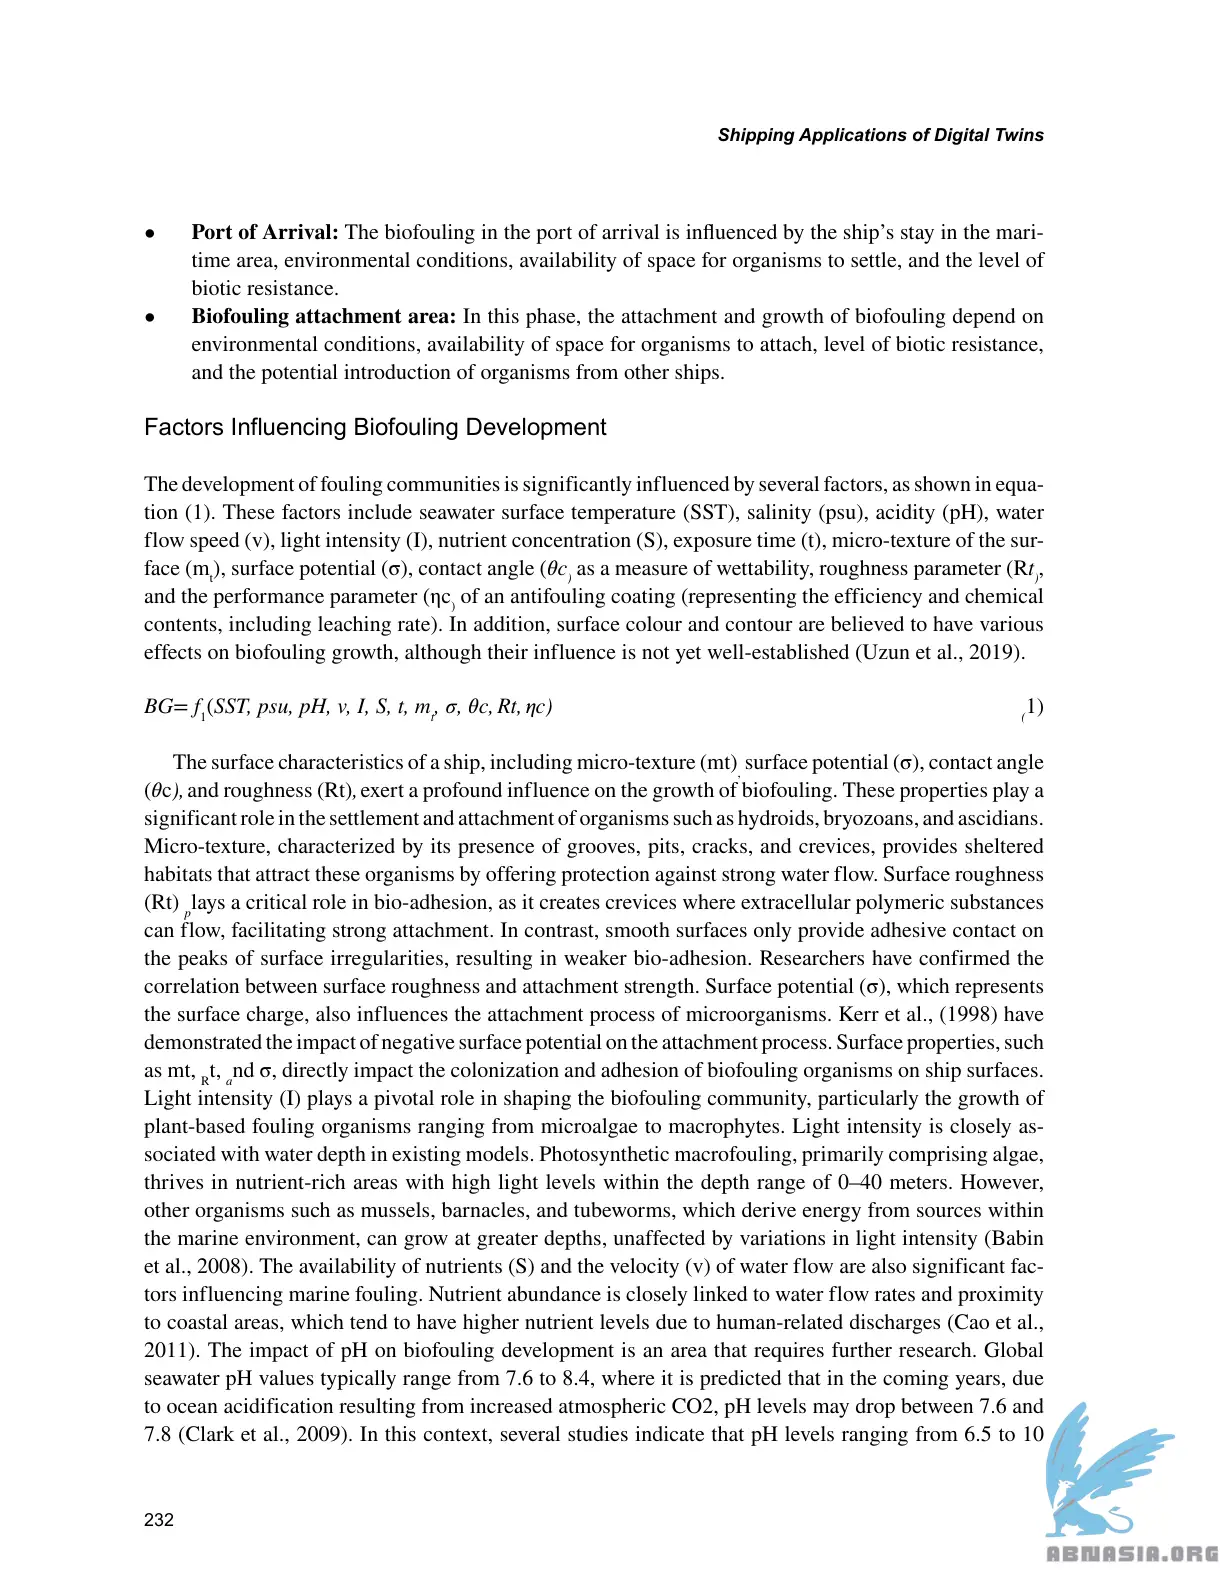 Shipping Applications of Digital Twins
● Port of Arrival: The biofouling in the port of arrival is influenced by the ship’s stay in the mari-
time area, environmental conditions, availability of space for organisms to settle, and the level of
biotic resistance.
● Biofouling attachment area: In this phase, the attachment and growth of biofouling depend on
environmental conditions, availability of space for organisms to attach, level of biotic resistance,
and the potential introduction of organisms from other ships.
Factors Influencing Biofouling Development
The development of fouling communities is significantly influenced by several factors, as shown in equa-
tion (1). These factors include seawater surface temperature (SST), salinity (psu), acidity (pH), water
flow speed (v), light intensity (I), nutrient concentration (S), exposure time (t), micro-texture of the sur-
face (mt), surface potential (σ), contact angle (θc) as a measure of wettability, roughness parameter (Rt),
and the performance parameter (ηc) of an antifouling coating (representing the efficiency and chemical
contents, including leaching rate). In addition, surface colour and contour are believed to have various
effects on biofouling growth, although their influence is not yet well-established (Uzun et al., 2019).
BG= f1(SST, psu, pH, v, I, S, t, mt, σ, θc, Rt, ηc) (1)
The surface characteristics of a ship, including micro-texture (mt), surface potential (σ), contact angle
(θc), and roughness (Rt), exert a profound influence on the growth of biofouling. These properties play a
significant role in the settlement and attachment of organisms such as hydroids, bryozoans, and ascidians.
Micro-texture, characterized by its presence of grooves, pits, cracks, and crevices, provides sheltered
habitats that attract these organisms by offering protection against strong water flow. Surface roughness
(Rt) plays a critical role in bio-adhesion, as it creates crevices where extracellular polymeric substances
can flow, facilitating strong attachment. In contrast, smooth surfaces only provide adhesive contact on
the peaks of surface irregularities, resulting in weaker bio-adhesion. Researchers have confirmed the
correlation between surface roughness and attachment strength. Surface potential (σ), which represents
the surface charge, also influences the attachment process of microorganisms. Kerr et al., (1998) have
demonstrated the impact of negative surface potential on the attachment process. Surface properties, such
as mt, Rt, and σ, directly impact the colonization and adhesion of biofouling organisms on ship surfaces.
Light intensity (I) plays a pivotal role in shaping the biofouling community, particularly the growth of
plant-based fouling organisms ranging from microalgae to macrophytes. Light intensity is closely as-
sociated with water depth in existing models. Photosynthetic macrofouling, primarily comprising algae,
thrives in nutrient-rich areas with high light levels within the depth range of 0–40 meters. However,
other organisms such as mussels, barnacles, and tubeworms, which derive energy from sources within
the marine environment, can grow at greater depths, unaffected by variations in light intensity (Babin
et al., 2008). The availability of nutrients (S) and the velocity (v) of water flow are also significant fac-
tors influencing marine fouling. Nutrient abundance is closely linked to water flow rates and proximity
to coastal areas, which tend to have higher nutrient levels due to human-related discharges (Cao et al.,
2011). The impact of pH on biofouling development is an area that requires further research. Global
seawater pH values typically range from 7.6 to 8.4, where it is predicted that in the coming years, due
to ocean acidification resulting from increased atmospheric CO2, pH levels may drop between 7.6 and
7.8 (Clark et al., 2009). In this context, several studies indicate that pH levels ranging from 6.5 to 10
232
ABNASIA.ORG